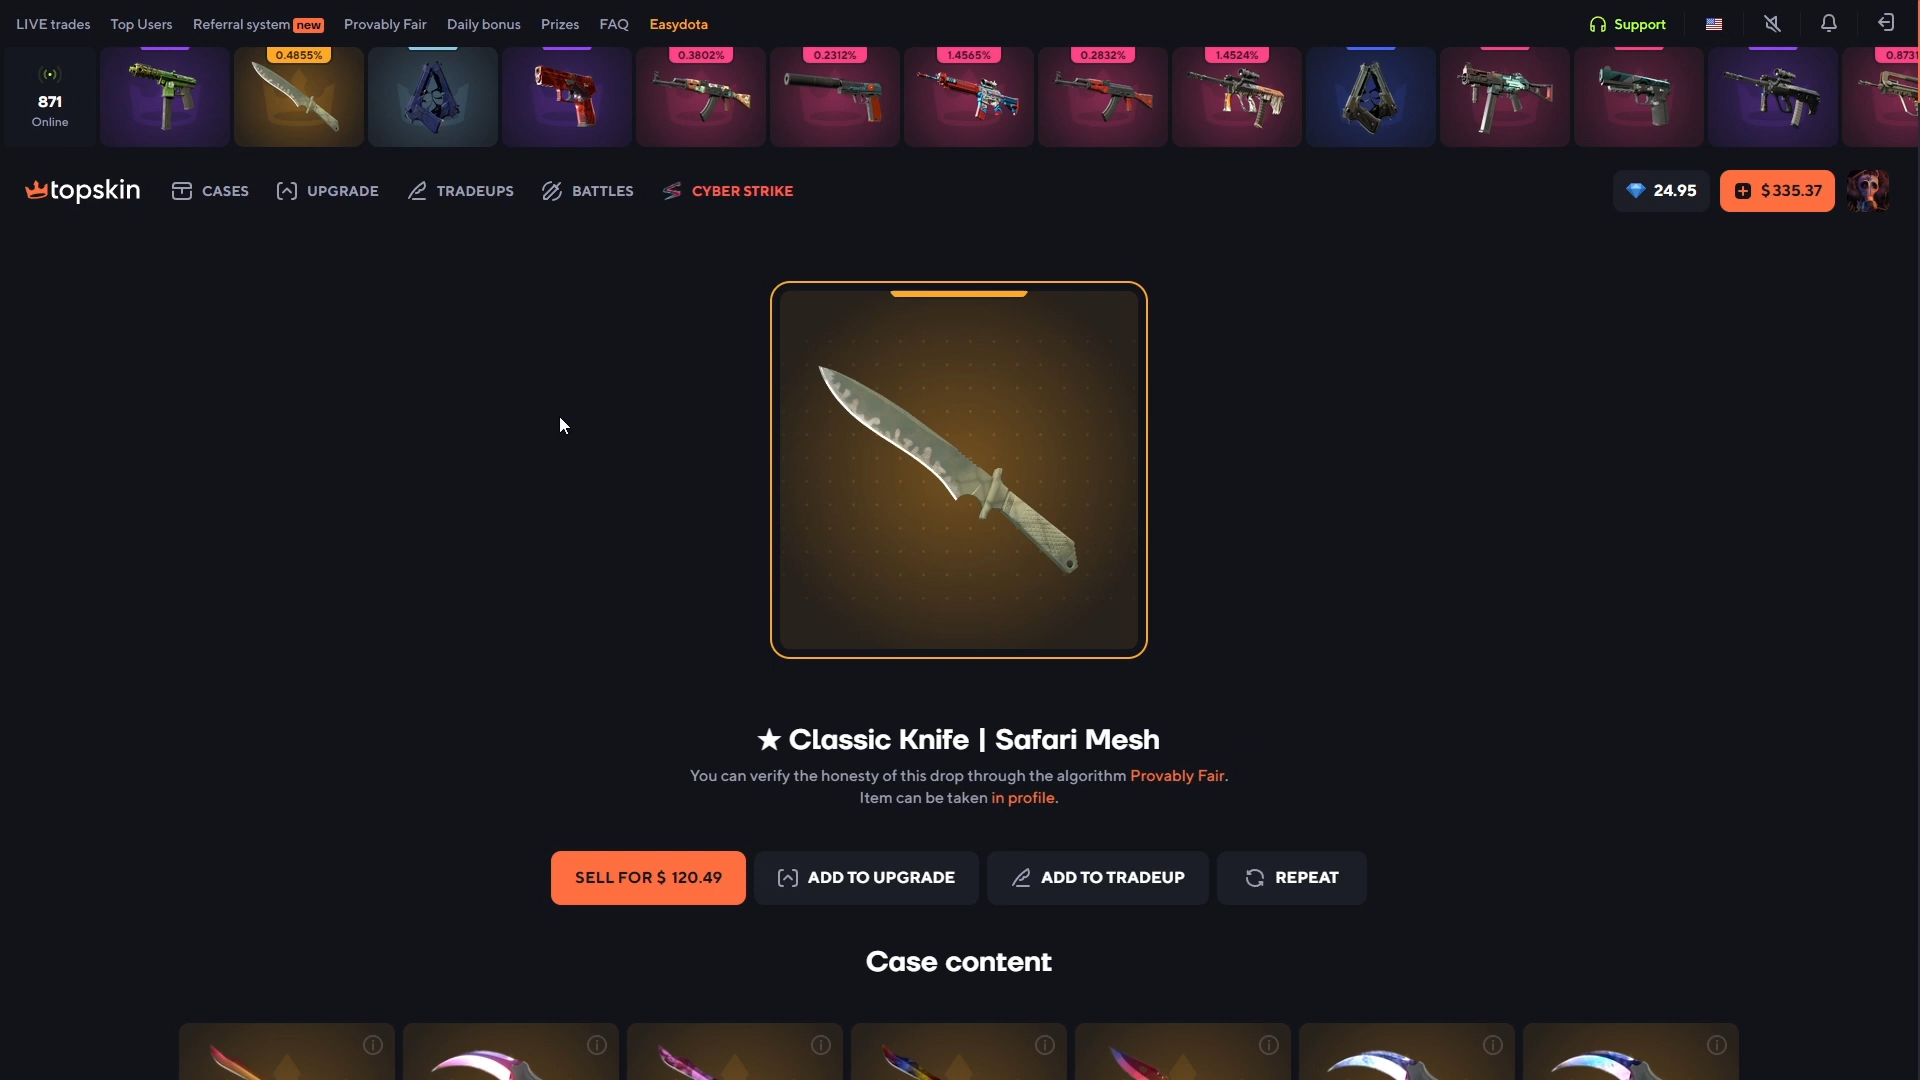 LIVE trades Top Users Referral system new Provably Fair Daily bonus Prizes FAQ Easydota Support
871
Online
0.4855% 0.3802% 0.2312% 1.4565% 0.2832% 1.4524%
topskin CASES UPGRADE TRADEUPS BATTLES CYBER STRIKE 24.95 $ 335.37
★ Classic Knife | Safari Mesh
You can verify the honesty of this drop through the algorithm Provably Fair.
Item can be taken in profile.
SELL FOR $ 120.49 ADD TO UPGRADE ADD TO TRADEUP REPEAT
Case content